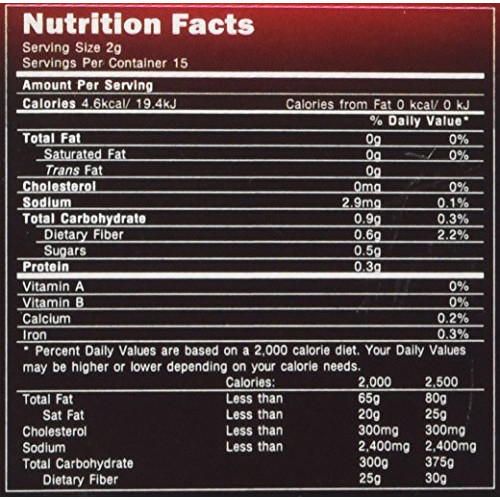 Nutrition Facts
Serving Size 2g
Servings Per Container 15
Amount Per Serving
Calories 4.6kcal/ 19.4kJ Calories from Fat 0 kcal/ 0 kJ
% Daily Value*
Total Fat 0g 0%
Saturated Fat 0g 0%
Trans Fat 0g
Cholesterol 0mg 0%
Sodium 2.9mg 0.1%
Total Carbohydrate 0.9g 0.3%
Dietary Fiber 0.6g 2.2%
Sugars 0.5g
Protein 0.3g
Vitamin A 0%
Vitamin B 0%
Calcium 0.2%
Iron 0.3%
* Percent Daily Values are based on a 2,000 calorie diet. Your Daily Values
may be higher or lower depending on your calorie needs.
Calories: 2,000 2,500
Total Fat Less than 65g 80g
Sat Fat Less than 20g 25g
Cholesterol Less than 300mg 300mg
Sodium Less than 2,400mg 2,400mg
Total Carbohydrate 300g 375g
Dietary Fiber 25g 30g